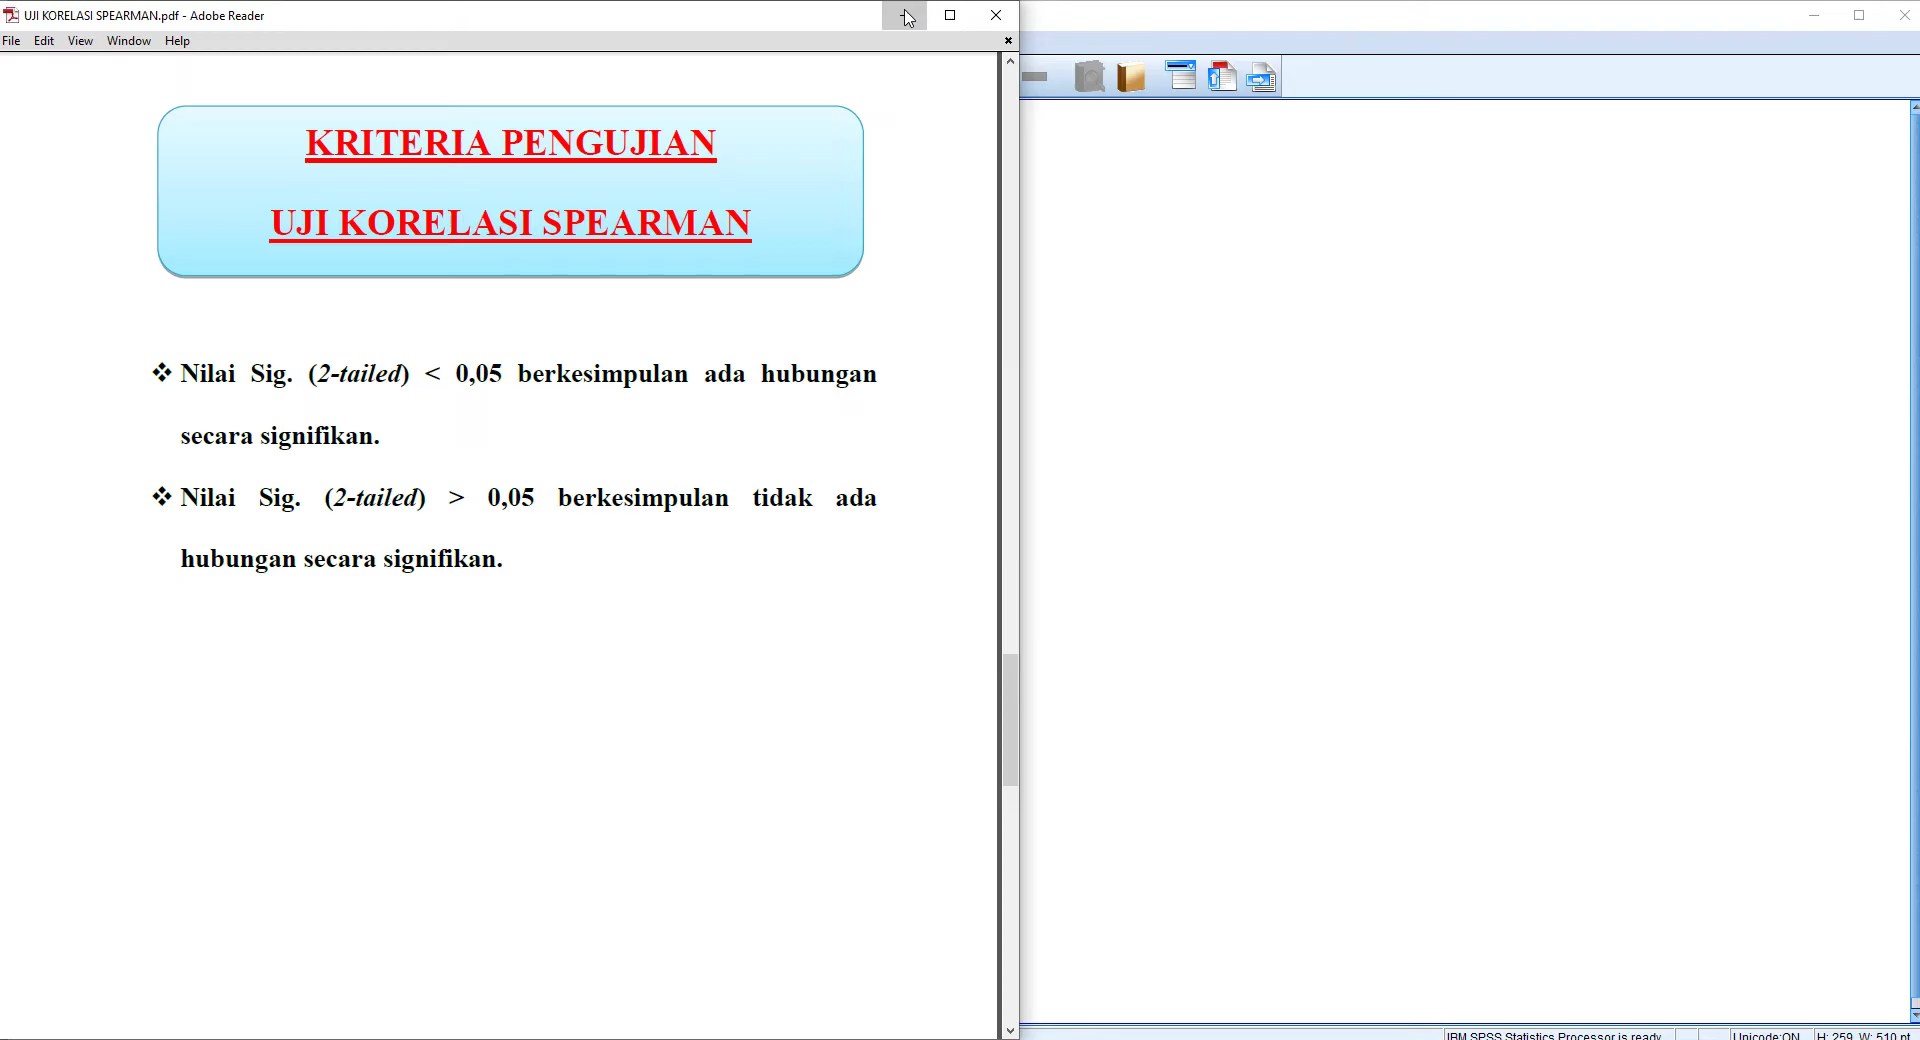 UJI KORELASI SPEARMAN.pdf - Adobe Reader
File Edit View Window Help
KRITERIA PENGUJIAN
UJI KORELASI SPEARMAN
❖ Nilai Sig. (2-tailed) < 0,05 berkesimpulan ada hubungan
secara signifikan.
❖ Nilai Sig. (2-tailed) > 0,05 berkesimpulan tidak ada
hubungan secara signifikan.
IBM SPSS Statistics Processor is ready Unicode:ON H: 259, W: 510 pt